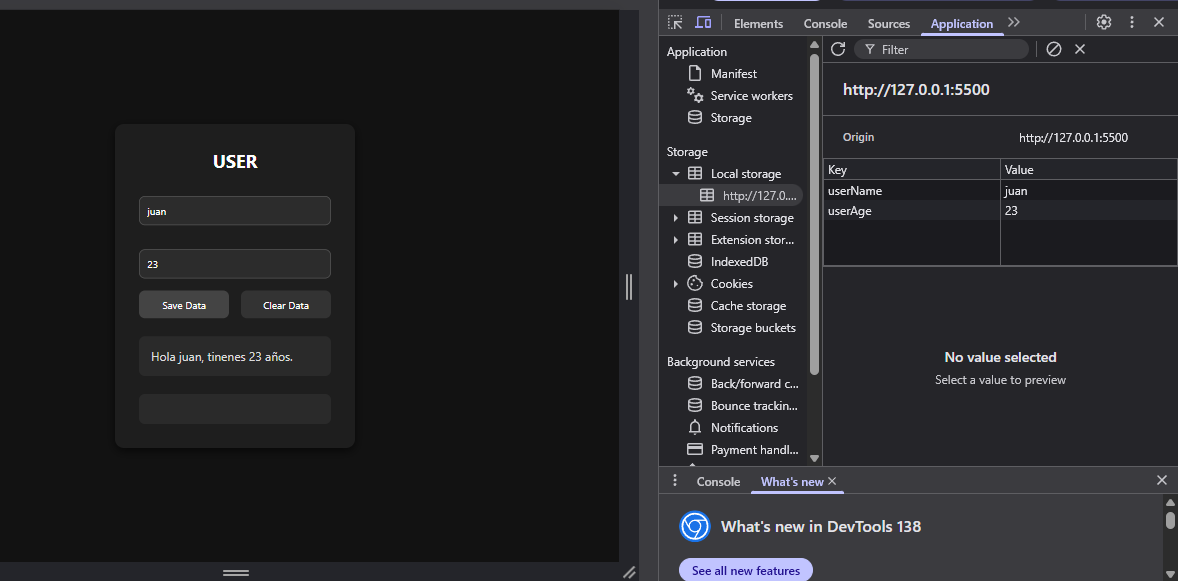 USER
juan
23
Save Data
Clear Data
Hola juan, tinenes 23 años.
Elements
Console
Sources
Application
Application
Manifest
Service workers
Storage
Storage
Local storage
http://127.0....
Session storage
Extension stor...
IndexedDB
Cookies
Cache storage
Storage buckets
Background services
Back/forward c...
Bounce trackin...
Notifications
Payment handl...
Filter
http://127.0.0.1:5500
Origin
http://127.0.0.1:5500
Key
Value
userName
juan
userAge
23
No value selected
Select a value to preview
Console
What's new
What's new in DevTools 138
See all new features